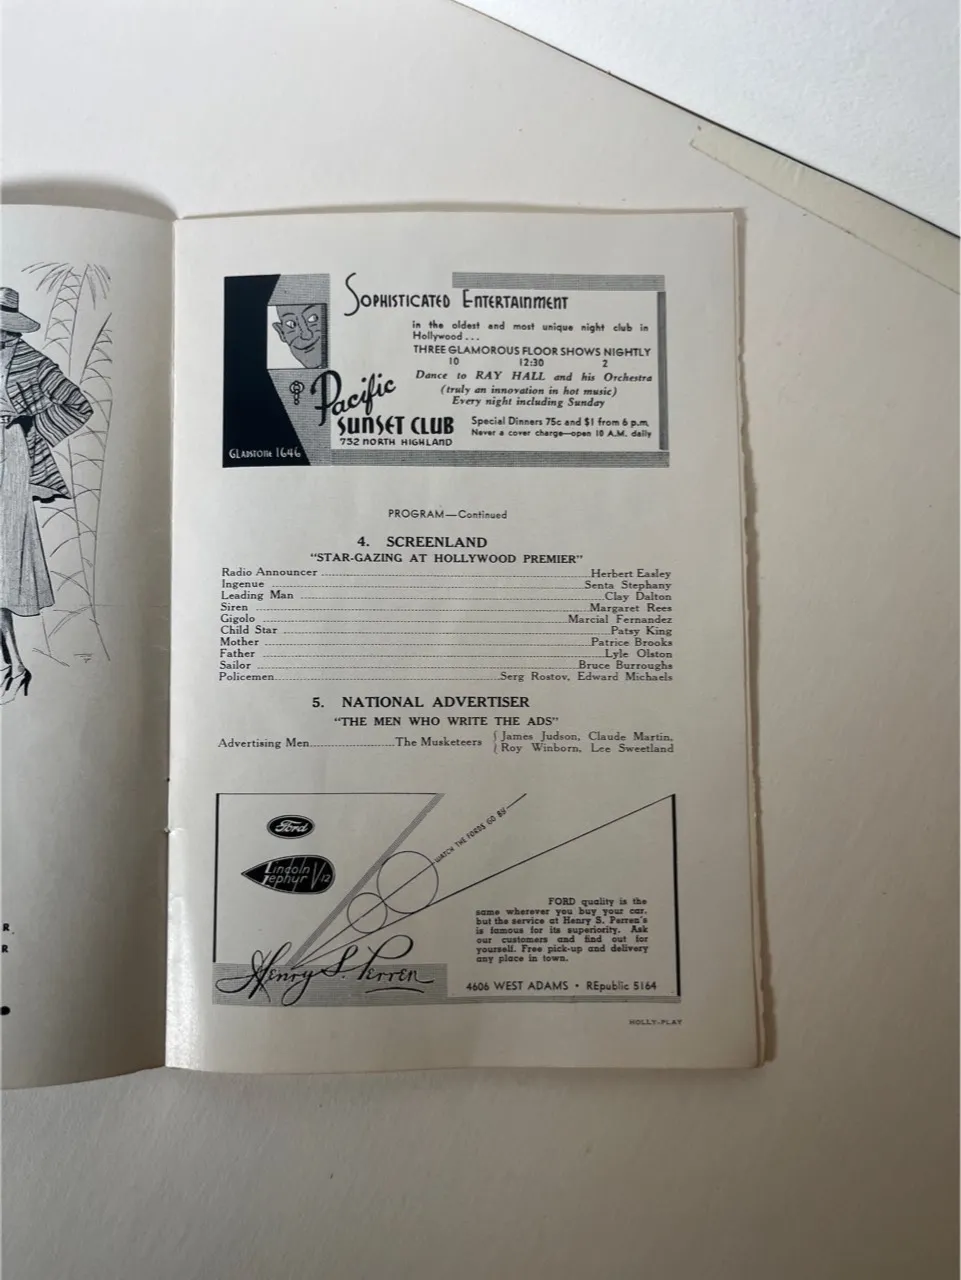 R.
R
SOPHISTICATED ENTERTAINMENT
in the oldest and most unique night club in
Hollywood...
THREE GLAMOROUS FLOOR SHOWS NIGHTLY
10 12:30 2
Dance to RAY HALL and his Orchestra
(truly an innovation in hot music)
Every night including Sunday
Pacific
SUNSET CLUB
732 NORTH HIGHLAND
Special Dinners 75c and $1 from 6 p.m.
Never a cover charge—open 10 A.M. daily
GLADSTONE 1646
PROGRAM—Continued
4. SCREENLAND
"STAR-GAZING AT HOLLYWOOD PREMIER"
Radio Announcer Herbert Easley
Ingenue Senta Stephany
Leading Man Clay Dalton
Siren Margaret Rees
Gigolo Marcial Fernandez
Child Star Patsy King
Mother Patrice Brooks
Father Lyle Olston
Sailor Bruce Burroughs
Policemen Serg Rostov, Edward Michaels
5. NATIONAL ADVERTISER
"THE MEN WHO WRITE THE ADS"
Advertising Men The Musketeers { James Judson, Claude Martin,
Roy Winborn, Lee Sweetland
Ford
Lincoln
Zephyr V12
WATCH THE FORDS GO BY
Henry S. Perren
FORD quality is the
same wherever you buy your car,
but the service at Henry S. Perren's
is famous for its superiority. Ask
our customers and find out for
yourself. Free pick-up and delivery
any place in town.
4606 WEST ADAMS • REpublic 5164
HOLLY-PLAY